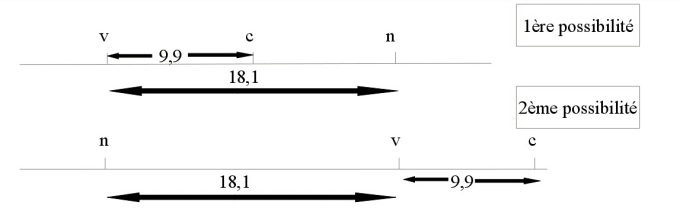 1ère possibilité
v c n
9,9
18,1
2ème possibilité
n v c
18,1 9,9